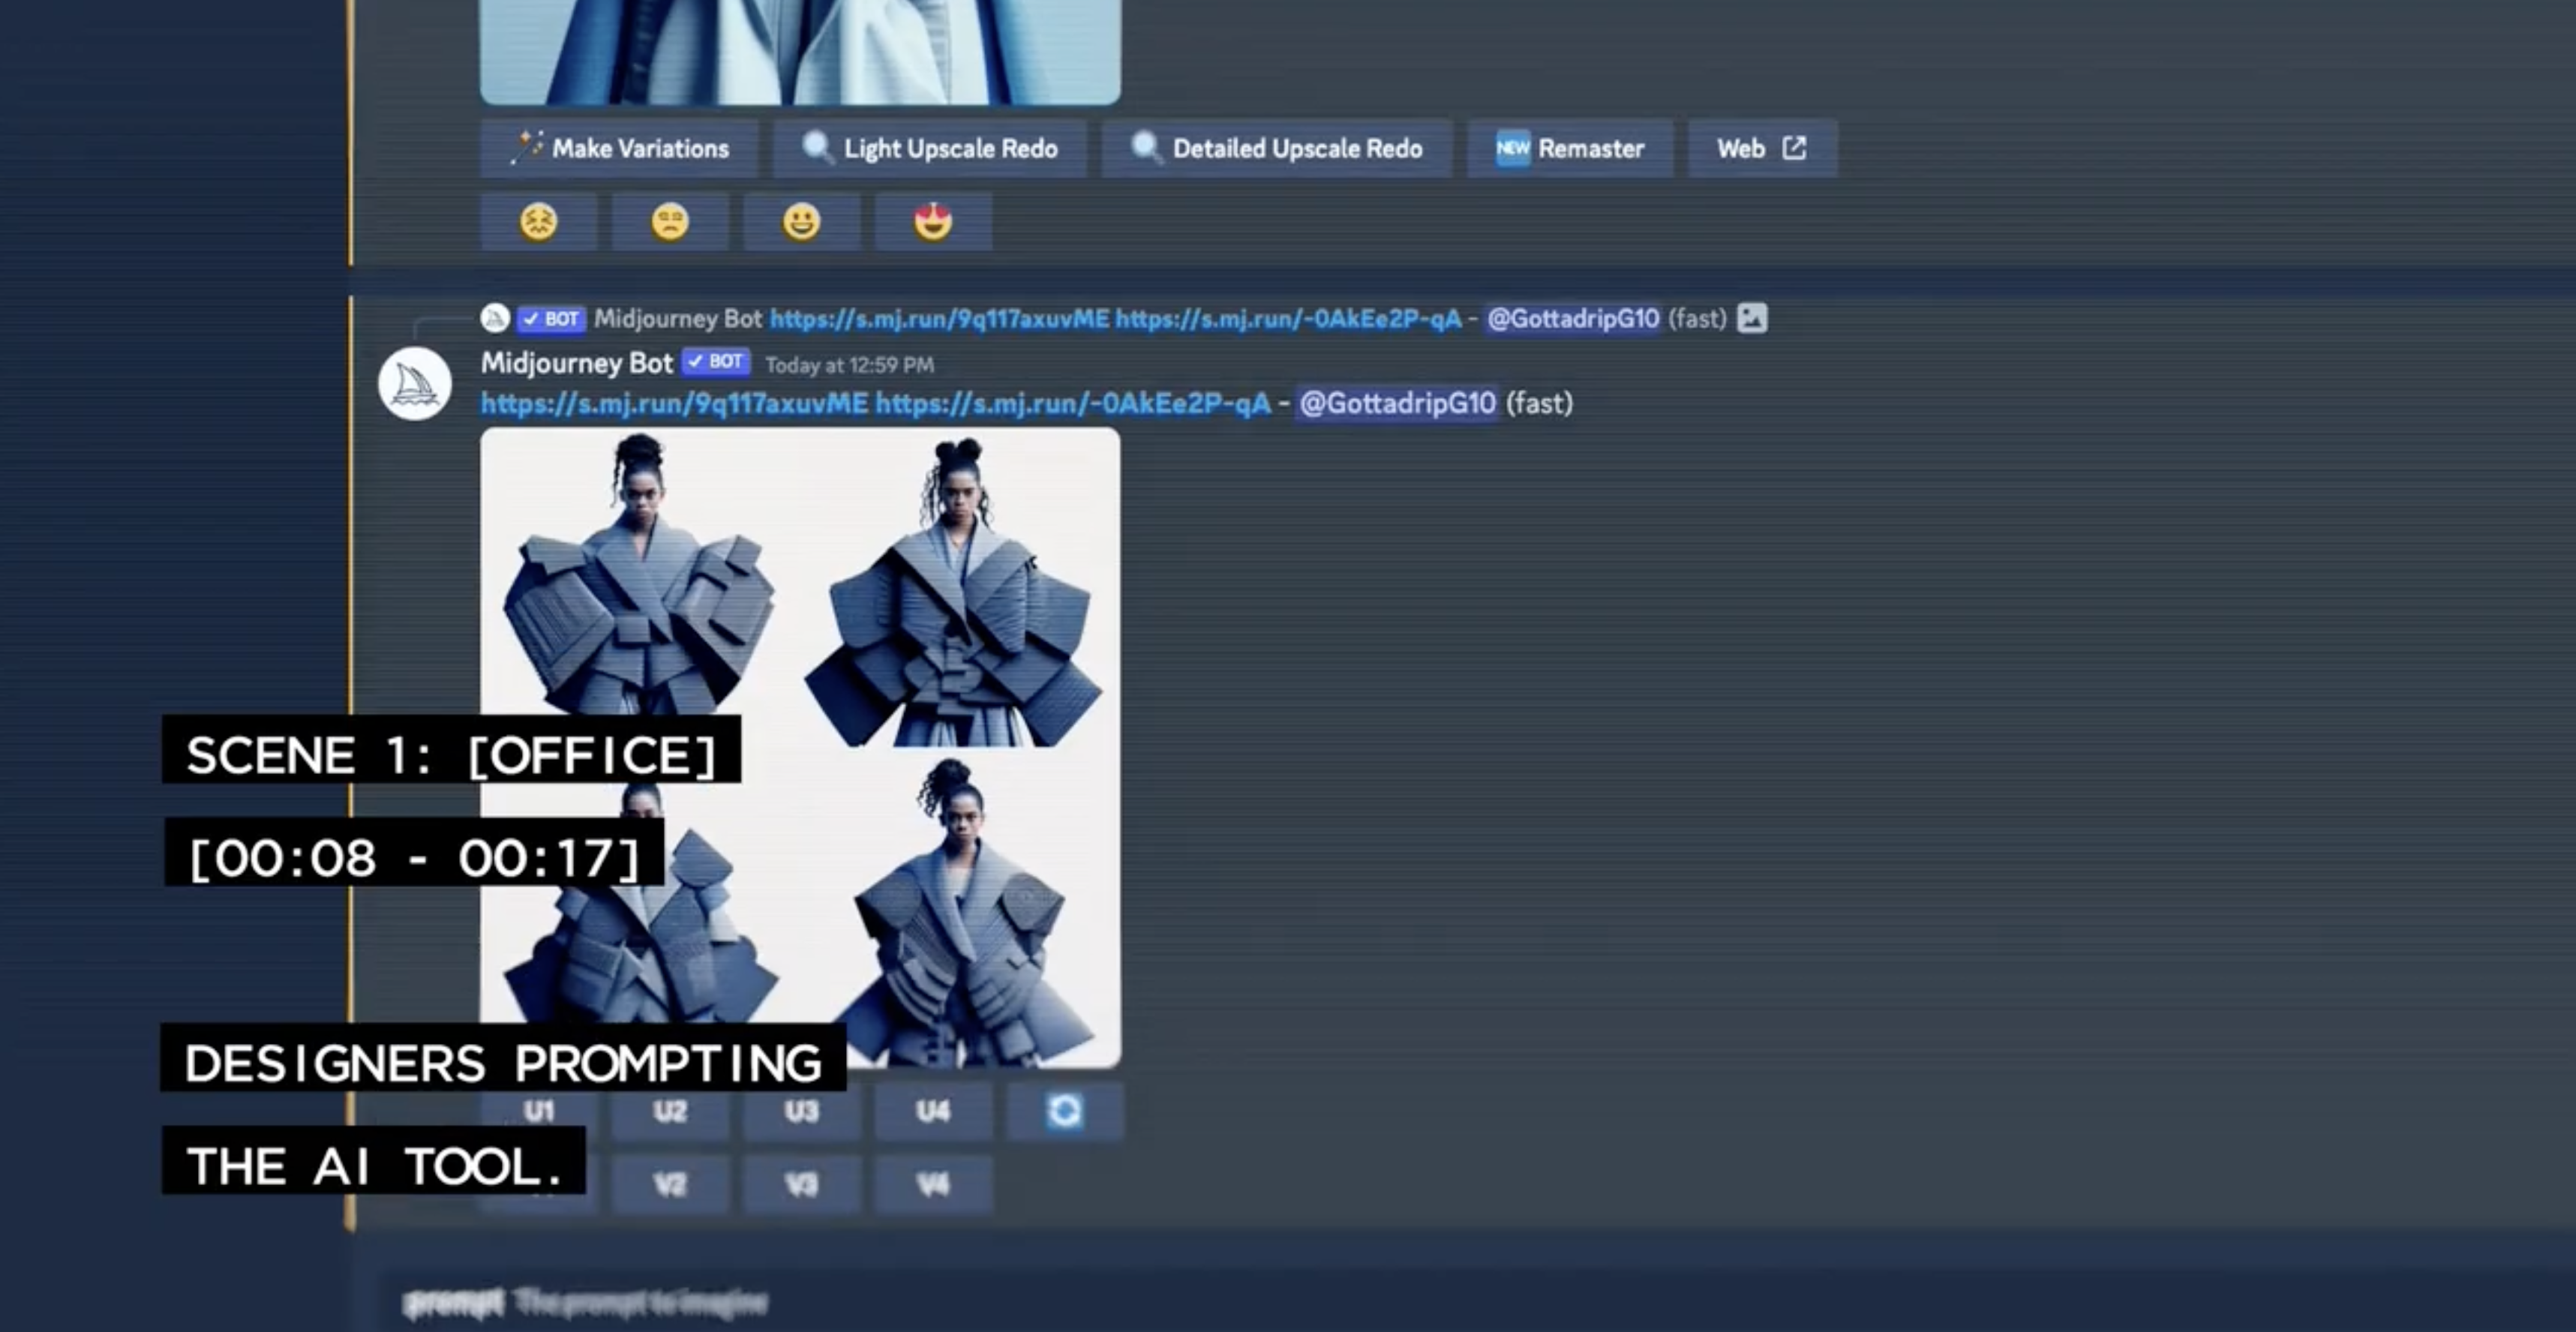 Make Variations
Light Upscale Redo
Detailed Upscale Redo
NEW Remaster
Web
BOT Midjourney Bot https://s.mj.run/9q117axuvME https://s.mj.run/-0AkEe2P-qA - @GottadripG10 (fast)
Midjourney Bot BOT Today at 12:59 PM
https://s.mj.run/9q117axuvME https://s.mj.run/-0AkEe2P-qA - @GottadripG10 (fast)
SCENE 1: [OFFICE]
[00:08 - 00:17]
DESIGNERS PROMPTING
THE AI TOOL.
U1 U2 U3 U4
V2 V3 V4
prompt The prompt to imagine